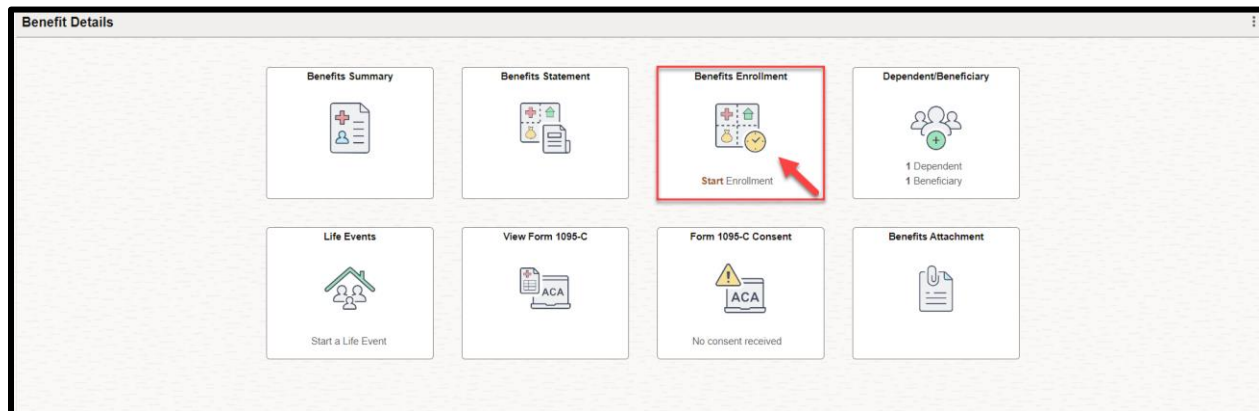 Benefit Details
Benefits Summary
Benefits Statement
Benefits Enrollment
Start Enrollment
Dependent/Beneficiary
1 Dependent
1 Beneficiary
Life Events
Start a Life Event
View Form 1095-C
ACA
Form 1095-C Consent
ACA
No consent received
Benefits Attachment